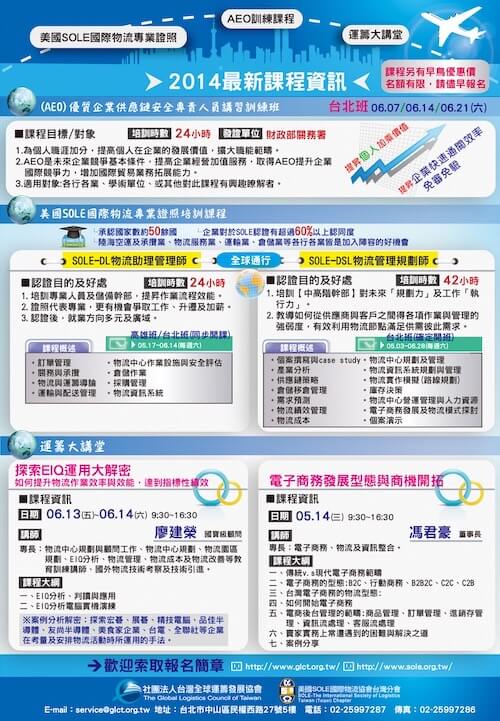 美國SOLE國際物流專業證照
AEO訓練課程
運籌大講堂
2014最新課程資訊
課程另有早鳥優惠價
名額有限，請儘早報名
(AEO)優質企業供應鏈安全專責人員講習訓練班
台北班 06.07/06.14/06.21(六)
■課程目標/對象 培訓時數 24小時 發證單位 財政部關務署
1.為個人職涯加分，提高個人在企業的發展價值，擴大職能範疇。
2.AEO是未來企業競爭基本條件，提高企業經營加值服務，取得AEO提升企業
國際競爭力，增加國際貿易業務拓展能力。
3.適用對象:各行各業、學術單位、或其他對此課程有興趣瞭解者。
提昇個人加需價值
提昇企業快速通關效率
免審免驗
美國SOLE國際物流專業證照培訓課程
承認國家數約50餘國
企業對於SOLE認證有超過60%以上認同度
陸海空運及承攬業、物流服務業、運輸業、倉儲業等各行各業皆是加入陣容的好機會
SOLE-DL物流助理管理師
全球通行
SOLE-DSL物流管理規劃師
■認證目的及好處 培訓時數 24小時
1. 培訓專業人員及儲備幹部，提昇作業流程效能。
2. 證照代表專業，更有機會爭取工作、升遷及加薪。
3. 認證後，就業方向多元及廣域。
高雄班/台北班(同步開課)
課程概述
05.17~06.14(每週六)
・訂單管理
・服務與承攬
・物流與運籌導論
・運輸與配送管理
・物流中心作業設施與安全評估
・倉儲作業
・採購管理
・物流資訊系統
■認證目的及好處 培訓時數 42小時
1. 培訓【中高階幹部】對未來「規劃力」及工作「執
行力」。
2. 教導如何從供應商與客戶之間得各項作業與管理的
強弱度，有效利用物流節點滿足供需彼此需求。
台北班(確定開班)
課程概述
05.03~06.28(每週六)
・個案撰寫與case study
・產業分析
・供應鏈策略
・倉儲移倉管理
・需求預測
・物流績效管理
・物流成本
・物流中心規劃及管理
・物流資訊系統規劃與管理
・物流實作模擬(路線規劃)
・庫存決策
・物流中心營運管理與人力資源
・電子商務發展及物流模式探討
・個案演示
運籌大講堂
探索EIQ運用大解密
如何提升物流作業效率與效能，達到指標性績效
■課程資訊
日期 06.13(五)~06.14(六) 9:30~16:30
講師 廖建榮 國寶級顧問
專長：物流中心規劃與顧問工作、物流中心規劃、物流園區
規劃、EIQ分析、物流管理、物流成本及物流改善等教
育訓練講師、國外物流技術考察及技術引進。
課程大綱
一、EIQ分析、判讀與應用
二、EIQ分析電腦實機演練
※案例分析解密：探索宏碁、展碁、精技電腦、品佳半
導體、友尚半導體、美食家企業、台電、全聯社等企業
在考量及安排物流活動時所運用的手法。
電子商務發展型態與商機開拓
■課程資訊
日期 05.14(三) 9:30~16:30
講師 馮君豪 董事長
專長：電子商務、物流及資訊整合。
課程大綱
一、傳統v.s現代電子商務範疇
二、電子商務的型態:B2C、行動商務、B2B2C、C2C、C2B
三、台灣電子商務的物流型態:
四、如何開始電子商務
五、電商後台管理的範疇:商品管理、訂單管理、進銷存管
理、資訊流處理、客服流處理
六、賣家實務上常遭遇到的困難與解決之道
七、案例分享
歡迎索取報名簡章 http://www.glct.org.tw/ http://www.sole.org.tw/
社團法人台灣全球運籌發展協會
The Global Logistics Council of Taiwan
美國SOLE國際物流協會台灣分會
SOLE-The International Society of Logistics
Taiwan (Taipei) Chapter
E-mail：service@glct.org.tw 地址：台北市中山區民權西路27號5樓 電話：02-25997287 傳真：02-25997286